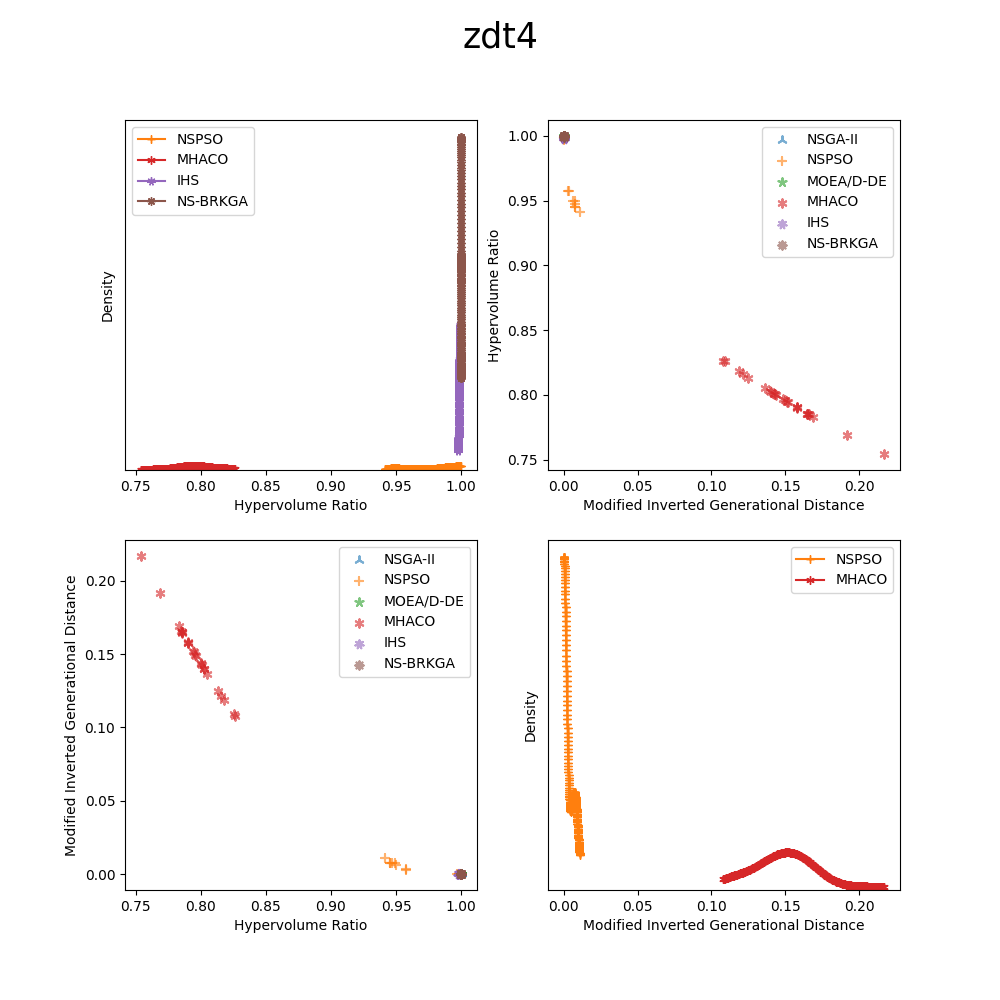 zdt4
NSPSO
MHACO
IHS
NS-BRKGA
Density
0.75 0.80 0.85 0.90 0.95 1.00
Hypervolume Ratio
NSGA-II
NSPSO
MOEA/D-DE
MHACO
IHS
NS-BRKGA
Hypervolume Ratio
1.00
0.95
0.90
0.85
0.80
0.75
0.00 0.05 0.10 0.15 0.20
Modified Inverted Generational Distance
NSGA-II
NSPSO
MOEA/D-DE
MHACO
IHS
NS-BRKGA
Modified Inverted Generational Distance
0.20
0.15
0.10
0.05
0.00
0.75 0.80 0.85 0.90 0.95 1.00
Hypervolume Ratio
NSPSO
MHACO
Density
0.00 0.05 0.10 0.15 0.20
Modified Inverted Generational Distance